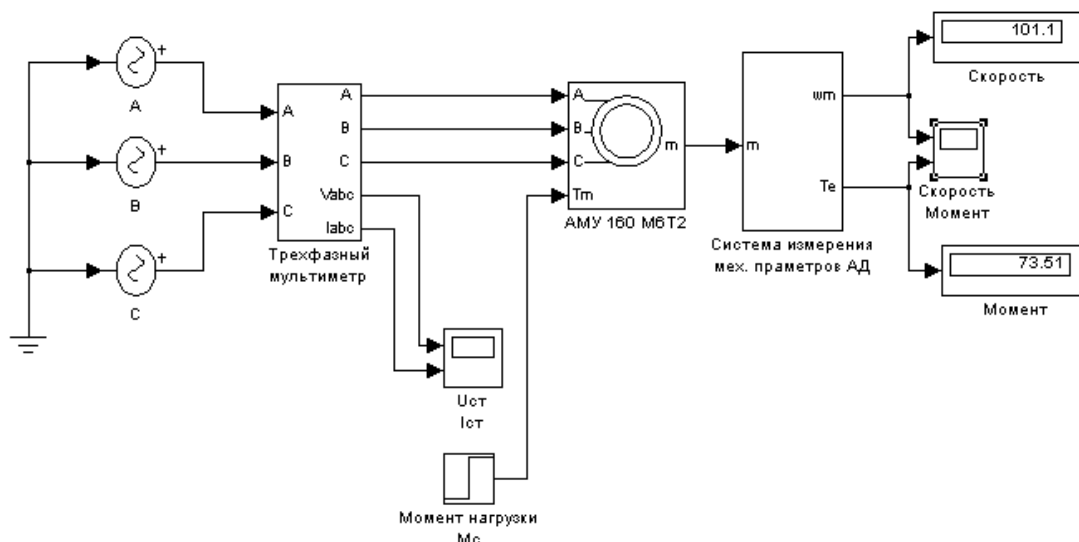 101.1
Скорость
+
A
A
A
A
wm
B
B
+
B
B
C
C
m
m
C
Tm
Te
Скорость
Момент
Vabc
Iabc
АМУ 160 М6Т2
Трехфазный
мультиметр
Система измерения
мех. праметров АД
73.51
Момент
+
C
Uст
Iст
Момент нагрузки
Мс